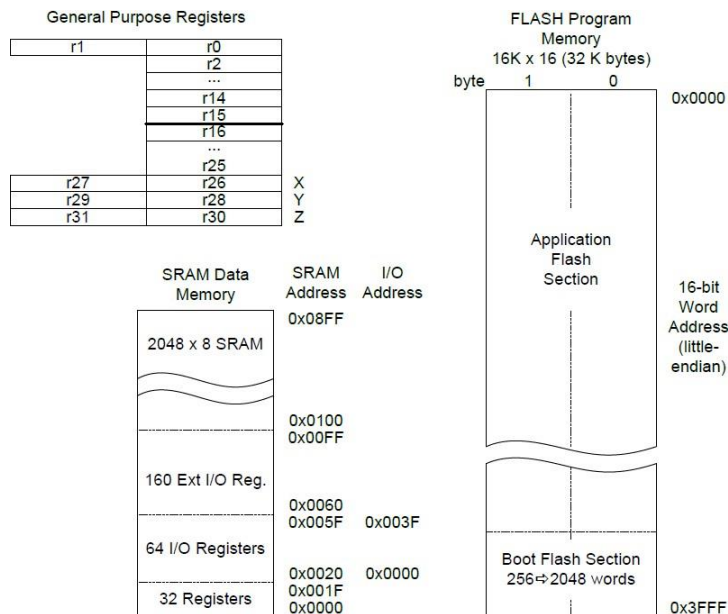 General Purpose Registers
r1 r0
r2
...
r14
r15
r16
...
r25
r27 r26 X
r29 r28 Y
r31 r30 Z
SRAM Data
Memory
SRAM
Address
I/O
Address
0x08FF
2048 x 8 SRAM
0x0100
0x00FF
160 Ext I/O Reg.
0x0060
0x005F 0x003F
64 I/O Registers
0x0020 0x0000
0x001F
32 Registers
0x0000
FLASH Program
Memory
16K x 16 (32 K bytes)
byte 1 0
0x0000
Application
Flash
Section
16-bit
Word
Address
(little-
endian)
Boot Flash Section
256⇨2048 words
0x3FFF